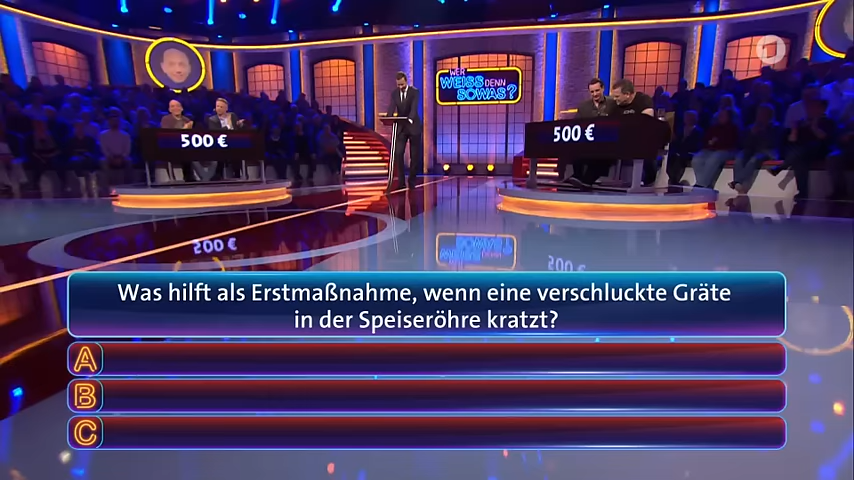 WER
WEISS DENN
SOWAS?
500 €
500 €
Was hilft als Erstmaßnahme, wenn eine verschluckte Gräte
in der Speiseröhre kratzt?
A
B
C